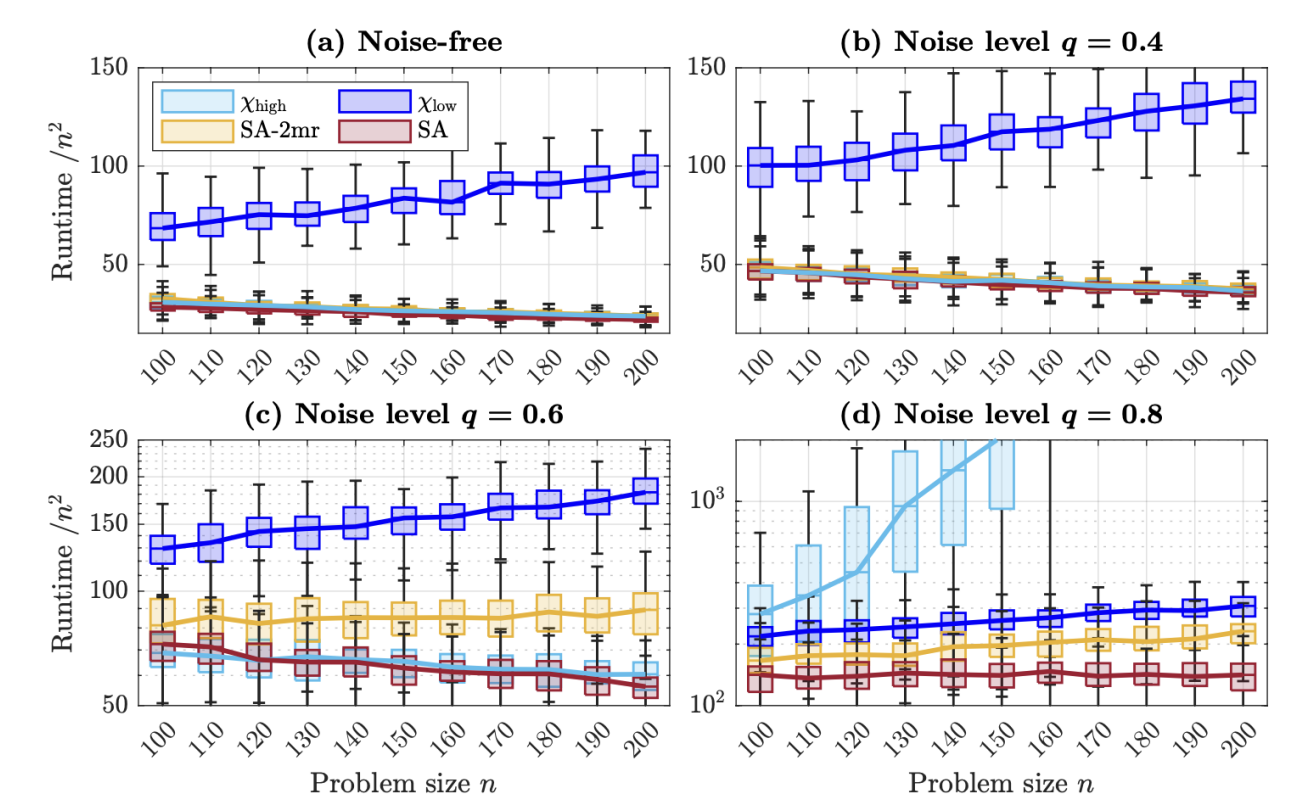 (a) Noise-free
(b) Noise level q = 0.4
150
100
50
Runtime /n²
χhigh
χlow
SA-2mr
SA
100 110 120 130 140 150 160 170 180 190 200
150
100
50
100 110 120 130 140 150 160 170 180 190 200
(c) Noise level q = 0.6
(d) Noise level q = 0.8
250
200
150
100
50
Runtime /n²
100 110 120 130 140 150 160 170 180 190 200
Problem size n
10³
10²
100 110 120 130 140 150 160 170 180 190 200
Problem size n